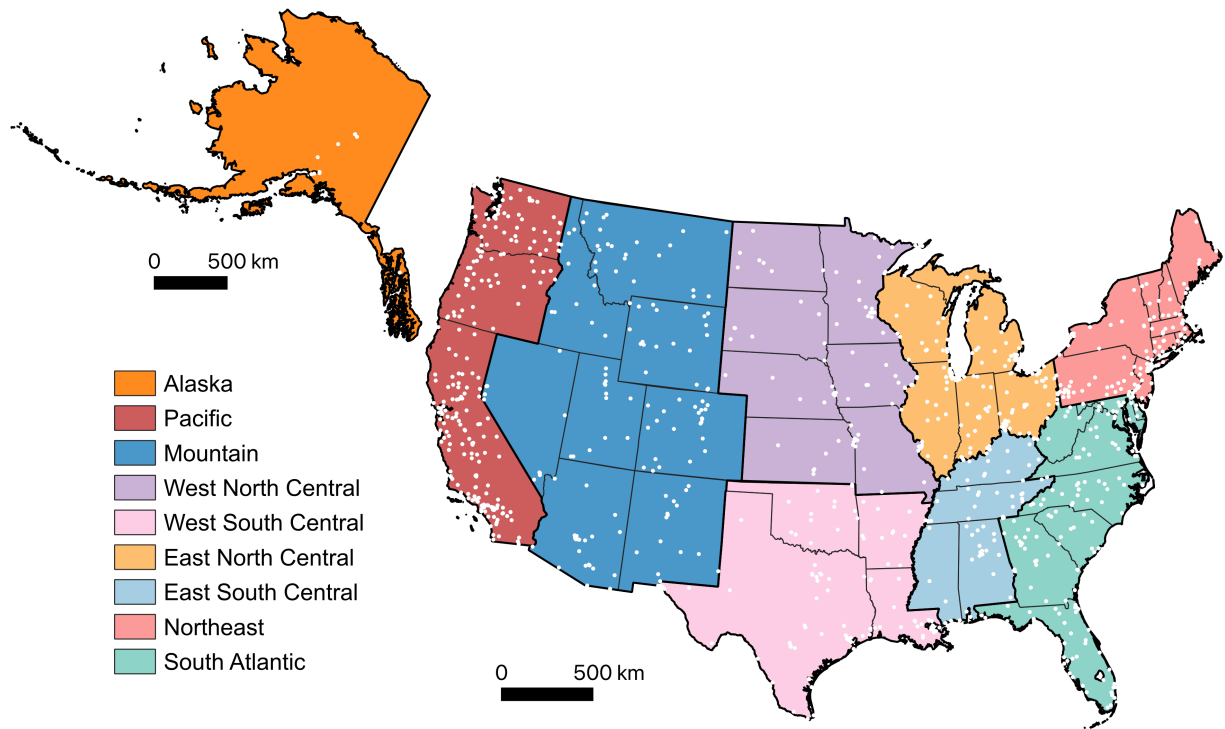 0 500 km
Alaska
Pacific
Mountain
West North Central
West South Central
East North Central
East South Central
Northeast
South Atlantic
0 500 km